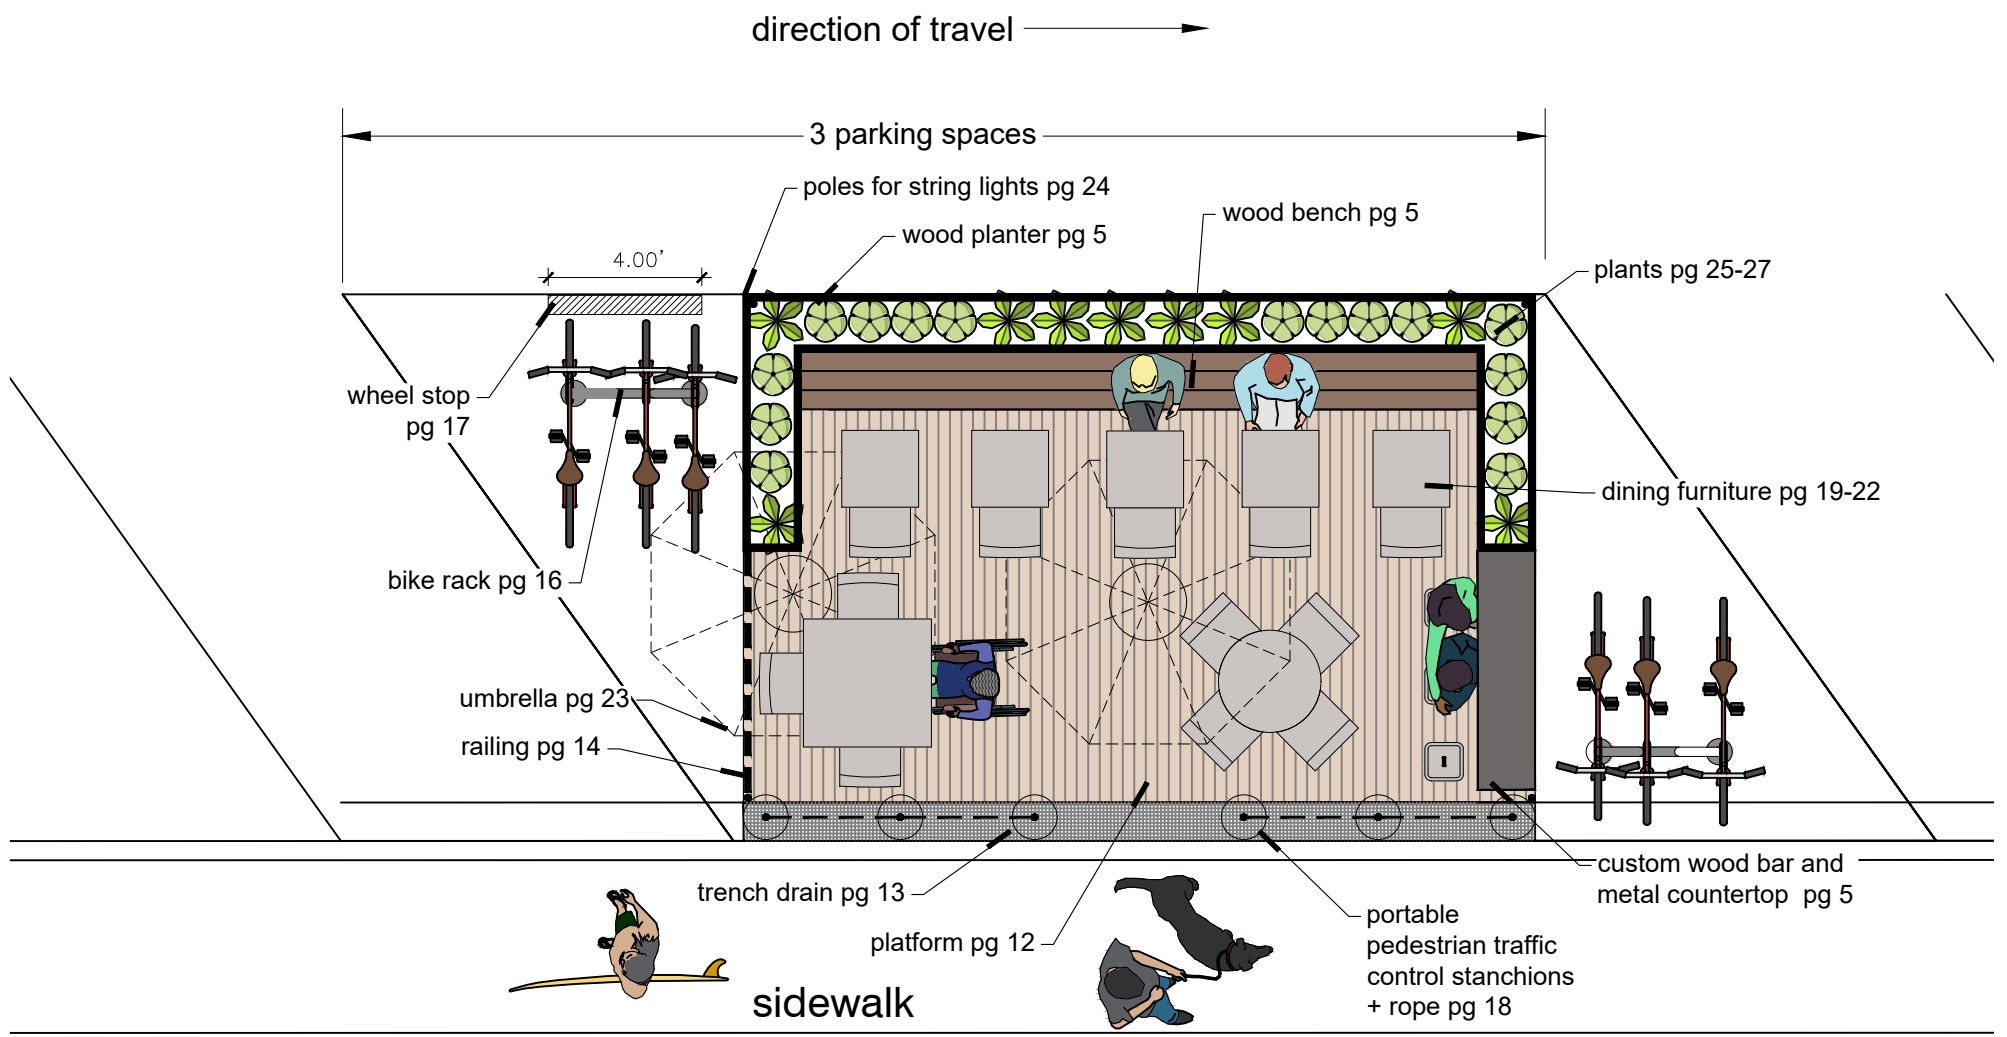 direction of travel
3 parking spaces
poles for string lights pg 24
wood bench pg 5
wood planter pg 5
4.00'
plants pg 25-27
wheel stop
pg 17
dining furniture pg 19-22
bike rack pg 16
umbrella pg 23
railing pg 14
trench drain pg 13
custom wood bar and
metal countertop pg 5
platform pg 12
portable
pedestrian traffic
control stanchions
+ rope pg 18
sidewalk